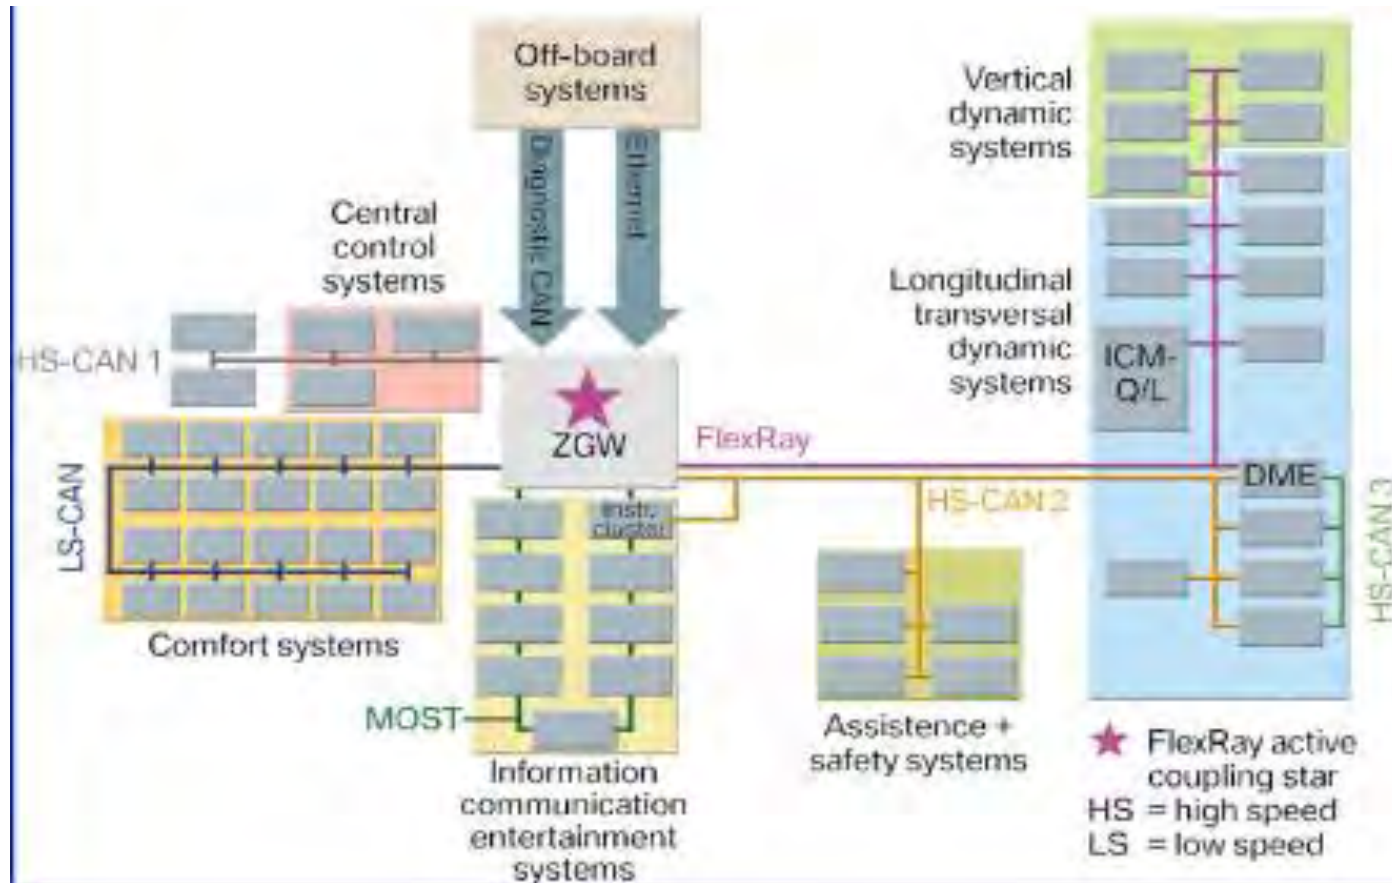 Off-board
systems
Diagnostic CAN
Ethernet
Vertical
dynamic
systems
Central
control
systems
Longitudinal
transversal
dynamic
systems
HS-CAN 1
ICM-
Q/L
ZGW
FlexRay
LS-CAN
DME
HS-CAN 2
Instr.
cluster
HS-CAN 3
Comfort systems
MOST
Assistence +
safety systems
Information
communication
entertainment
systems
FlexRay active
coupling star
HS = high speed
LS = low speed